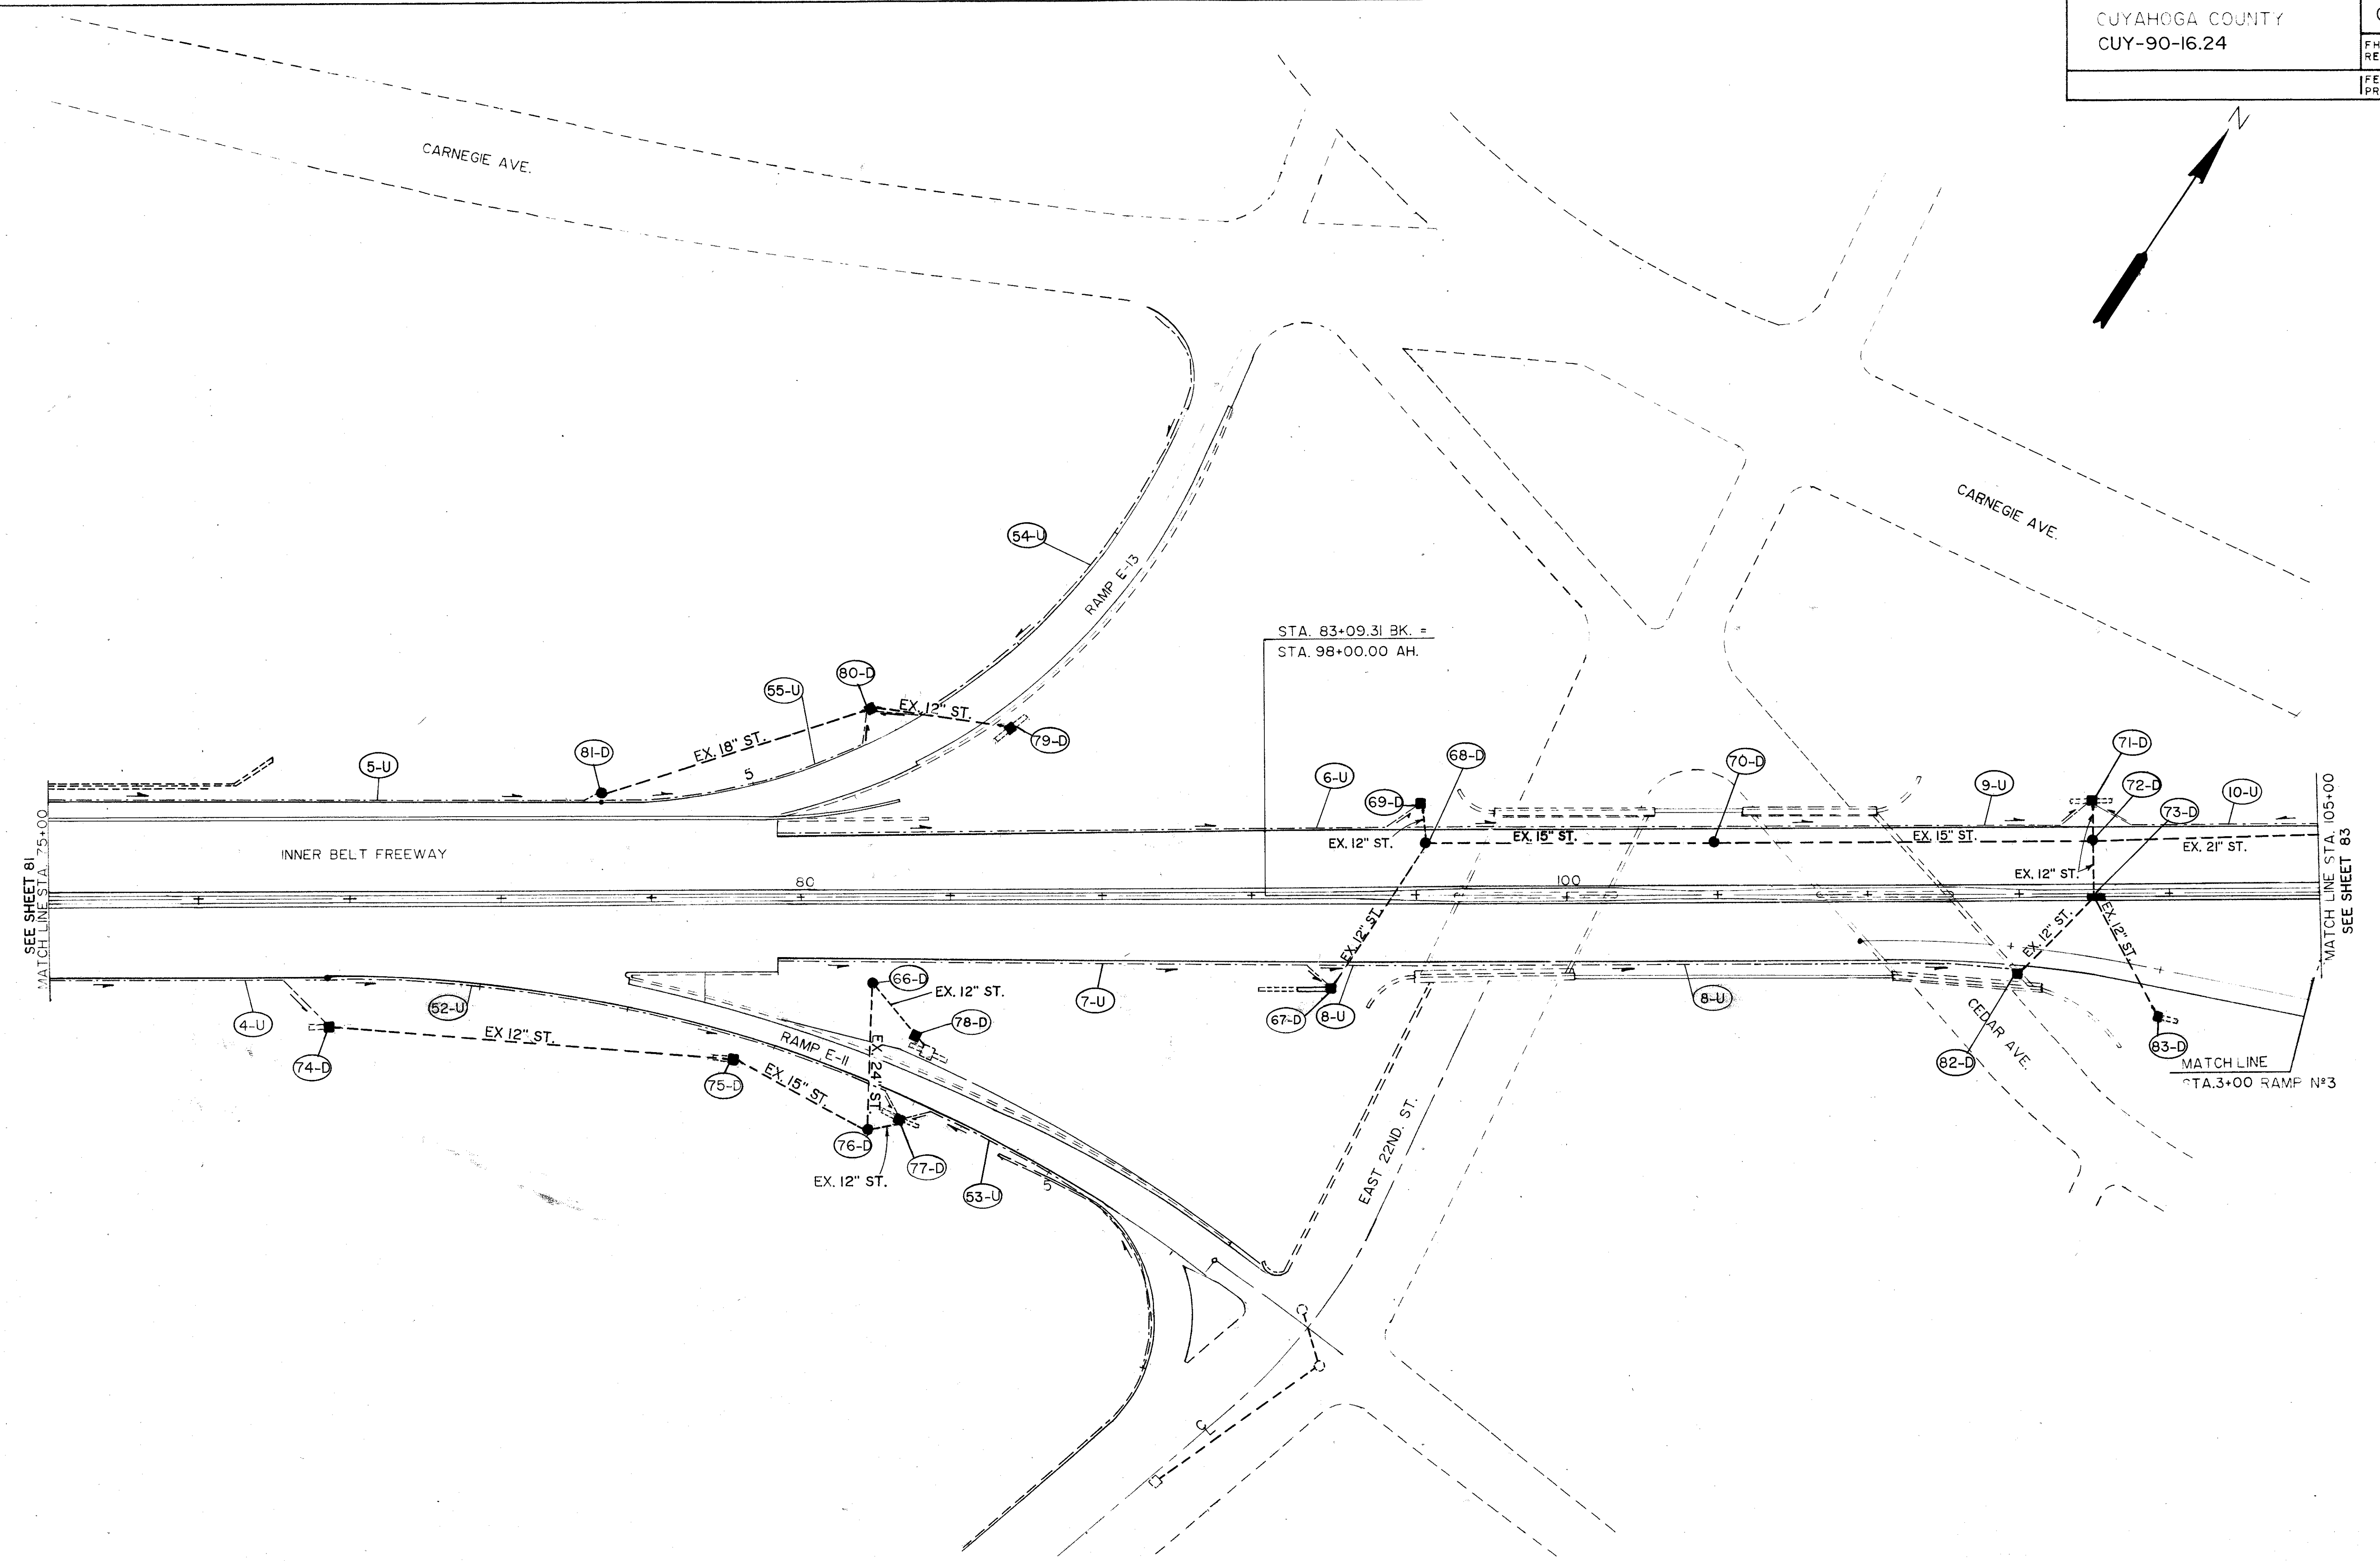 CUYAHOGA COUNTY
CUY-90-16.24
FH
RE
FE
PR
N
CARNEGIE AVE.
CARNEGIE AVE.
54-U
RAMP E-13
STA. 83+09.31 BK. =
STA. 98+00.00 AH.
80-D
55-U
EX. 12" ST.
79-D
EX. 18" ST.
81-D
5
5-U
68-D
70-D
71-D
6-U
69-D
9-U
72-D
10-U
73-D
EX. 12" ST.
EX. 15" ST.
EX. 15" ST.
EX. 21" ST.
EX. 12" ST.
SEE SHEET 81
MATCH LINE STA. 75+00
INNER BELT FREEWAY
80
100
MATCH LINE STA. 105+00
SEE SHEET 83
EX. 12" ST.
EX. 12" ST.
EX. 12" ST.
66-D
EX. 12" ST.
7-U
67-D
8-U
8-U
4-U
52-U
EX 12" ST.
78-D
RAMP E-11
EX. 24" ST.
74-D
75-D
EX. 15" ST.
CEDAR AVE.
82-D
83-D
MATCH LINE
STA.3+00 RAMP Nº3
76-D
77-D
EX. 12" ST.
53-U
5
EAST 22ND. ST.
CL